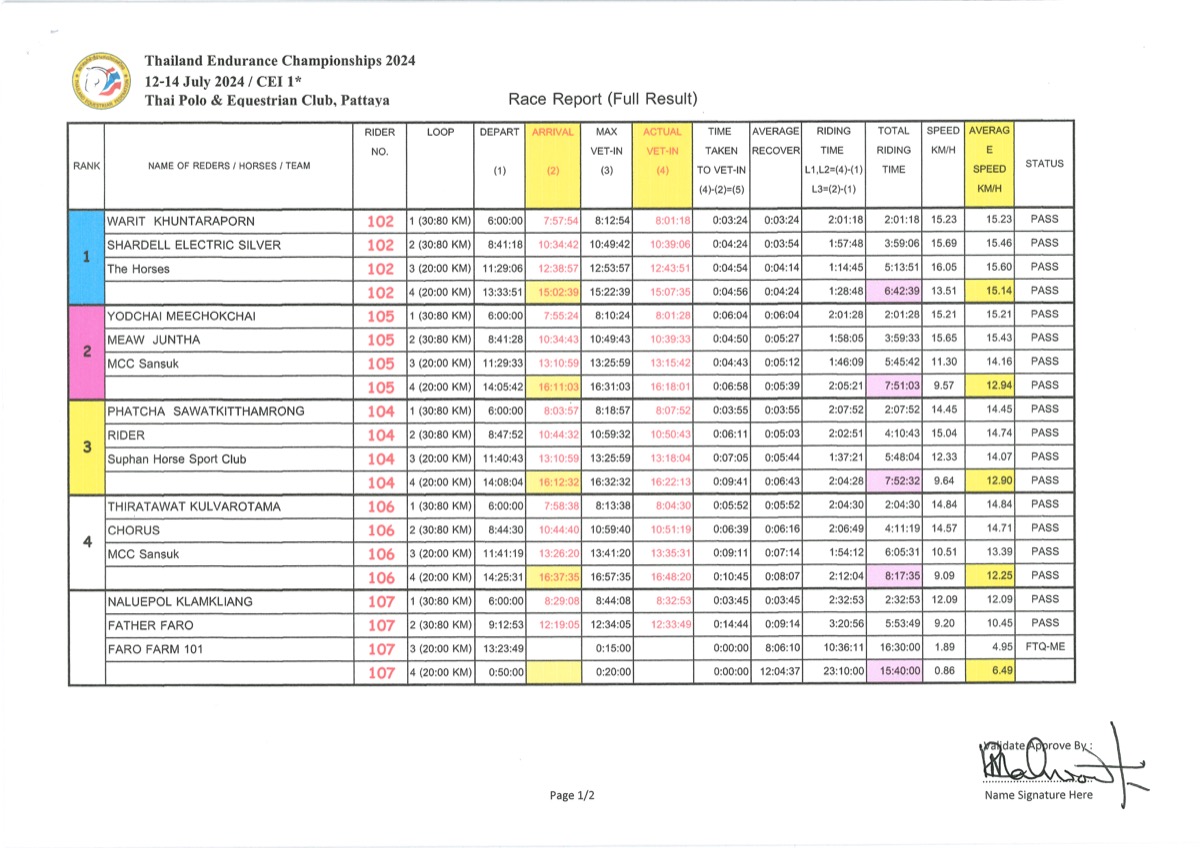 Thailand Endurance Championships 2024
12-14 July 2024 / CEI 1*
Thai Polo & Equestrian Club, Pattaya
Race Report (Full Result)
RANK NAME OF REDERS / HORSES / TEAM RIDER NO. LOOP DEPART (1) ARRIVAL (2) MAX VET-IN (3) ACTUAL VET-IN (4) TIME TAKEN TO VET-IN (4)-(2)=(5) AVERAGE RECOVER RIDING TIME L1,L2=(4)-(1) L3=(2)-(1) TOTAL RIDING TIME SPEED KM/H AVERAG E SPEED KM/H STATUS
1
WARIT KHUNTARAPORN 102 1 (30:80 KM) 6:00:00 7:57:54 8:12:54 8:01:18 0:03:24 0:03:24 2:01:18 2:01:18 15.23 15.23 PASS
SHARDELL ELECTRIC SILVER 102 2 (30:80 KM) 8:41:18 10:34:42 10:49:42 10:39:06 0:04:24 0:03:54 1:57:48 3:59:06 15.69 15.46 PASS
The Horses 102 3 (20:00 KM) 11:29:06 12:38:57 12:53:57 12:43:51 0:04:54 0:04:14 1:14:45 5:13:51 16.05 15.60 PASS
102 4 (20:00 KM) 13:33:51 15:02:39 15:22:39 15:07:35 0:04:56 0:04:24 1:28:48 6:42:39 13.51 15.14 PASS
2
YODCHAI MEECHOKCHAI 105 1 (30:80 KM) 6:00:00 7:55:24 8:10:24 8:01:28 0:06:04 0:06:04 2:01:28 2:01:28 15.21 15.21 PASS
MEAW JUNTHA 105 2 (30:80 KM) 8:41:28 10:34:43 10:49:43 10:39:33 0:04:50 0:05:27 1:58:05 3:59:33 15.65 15.43 PASS
MCC Sansuk 105 3 (20:00 KM) 11:29:33 13:10:59 13:25:59 13:15:42 0:04:43 0:05:12 1:46:09 5:45:42 11.30 14.16 PASS
105 4 (20:00 KM) 14:05:42 16:11:03 16:31:03 16:18:01 0:06:58 0:05:39 2:05:21 7:51:03 9.57 12.94 PASS
3
PHATCHA SAWATKITTHAMRONG 104 1 (30:80 KM) 6:00:00 8:03:57 8:18:57 8:07:52 0:03:55 0:03:55 2:07:52 2:07:52 14.45 14.45 PASS
RIDER 104 2 (30:80 KM) 8:47:52 10:44:32 10:59:32 10:50:43 0:06:11 0:05:03 2:02:51 4:10:43 15.04 14.74 PASS
Suphan Horse Sport Club 104 3 (20:00 KM) 11:40:43 13:10:59 13:25:59 13:18:04 0:07:05 0:05:44 1:37:21 5:48:04 12.33 14.07 PASS
104 4 (20:00 KM) 14:08:04 16:12:32 16:32:32 16:22:13 0:09:41 0:06:43 2:04:28 7:52:32 9.64 12.90 PASS
4
THIRATAWAT KULVAROTAMA 106 1 (30:80 KM) 6:00:00 7:58:38 8:13:38 8:04:30 0:05:52 0:05:52 2:04:30 2:04:30 14.84 14.84 PASS
CHORUS 106 2 (30:80 KM) 8:44:30 10:44:40 10:59:40 10:51:19 0:06:39 0:06:16 2:06:49 4:11:19 14.57 14.71 PASS
MCC Sansuk 106 3 (20:00 KM) 11:41:19 13:26:20 13:41:20 13:35:31 0:09:11 0:07:14 1:54:12 6:05:31 10.51 13.39 PASS
106 4 (20:00 KM) 14:25:31 16:37:35 16:57:35 16:48:20 0:10:45 0:08:07 2:12:04 8:17:35 9.09 12.25 PASS
NALUEPOL KLAMKLIANG 107 1 (30:80 KM) 6:00:00 8:29:08 8:44:08 8:32:53 0:03:45 0:03:45 2:32:53 2:32:53 12.09 12.09 PASS
FATHER FARO 107 2 (30:80 KM) 9:12:53 12:19:05 12:34:05 12:33:49 0:14:44 0:09:14 3:20:56 5:53:49 9.20 10.45 PASS
FARO FARM 101 107 3 (20:00 KM) 13:23:49 0:15:00 0:00:00 8:06:10 10:36:11 16:30:00 1.89 4.95 FTQ-ME
107 4 (20:00 KM) 0:50:00 0:20:00 0:00:00 12:04:37 23:10:00 15:40:00 0.86 6.49
Validate Approve By :
Name Signature Here
Page 1/2